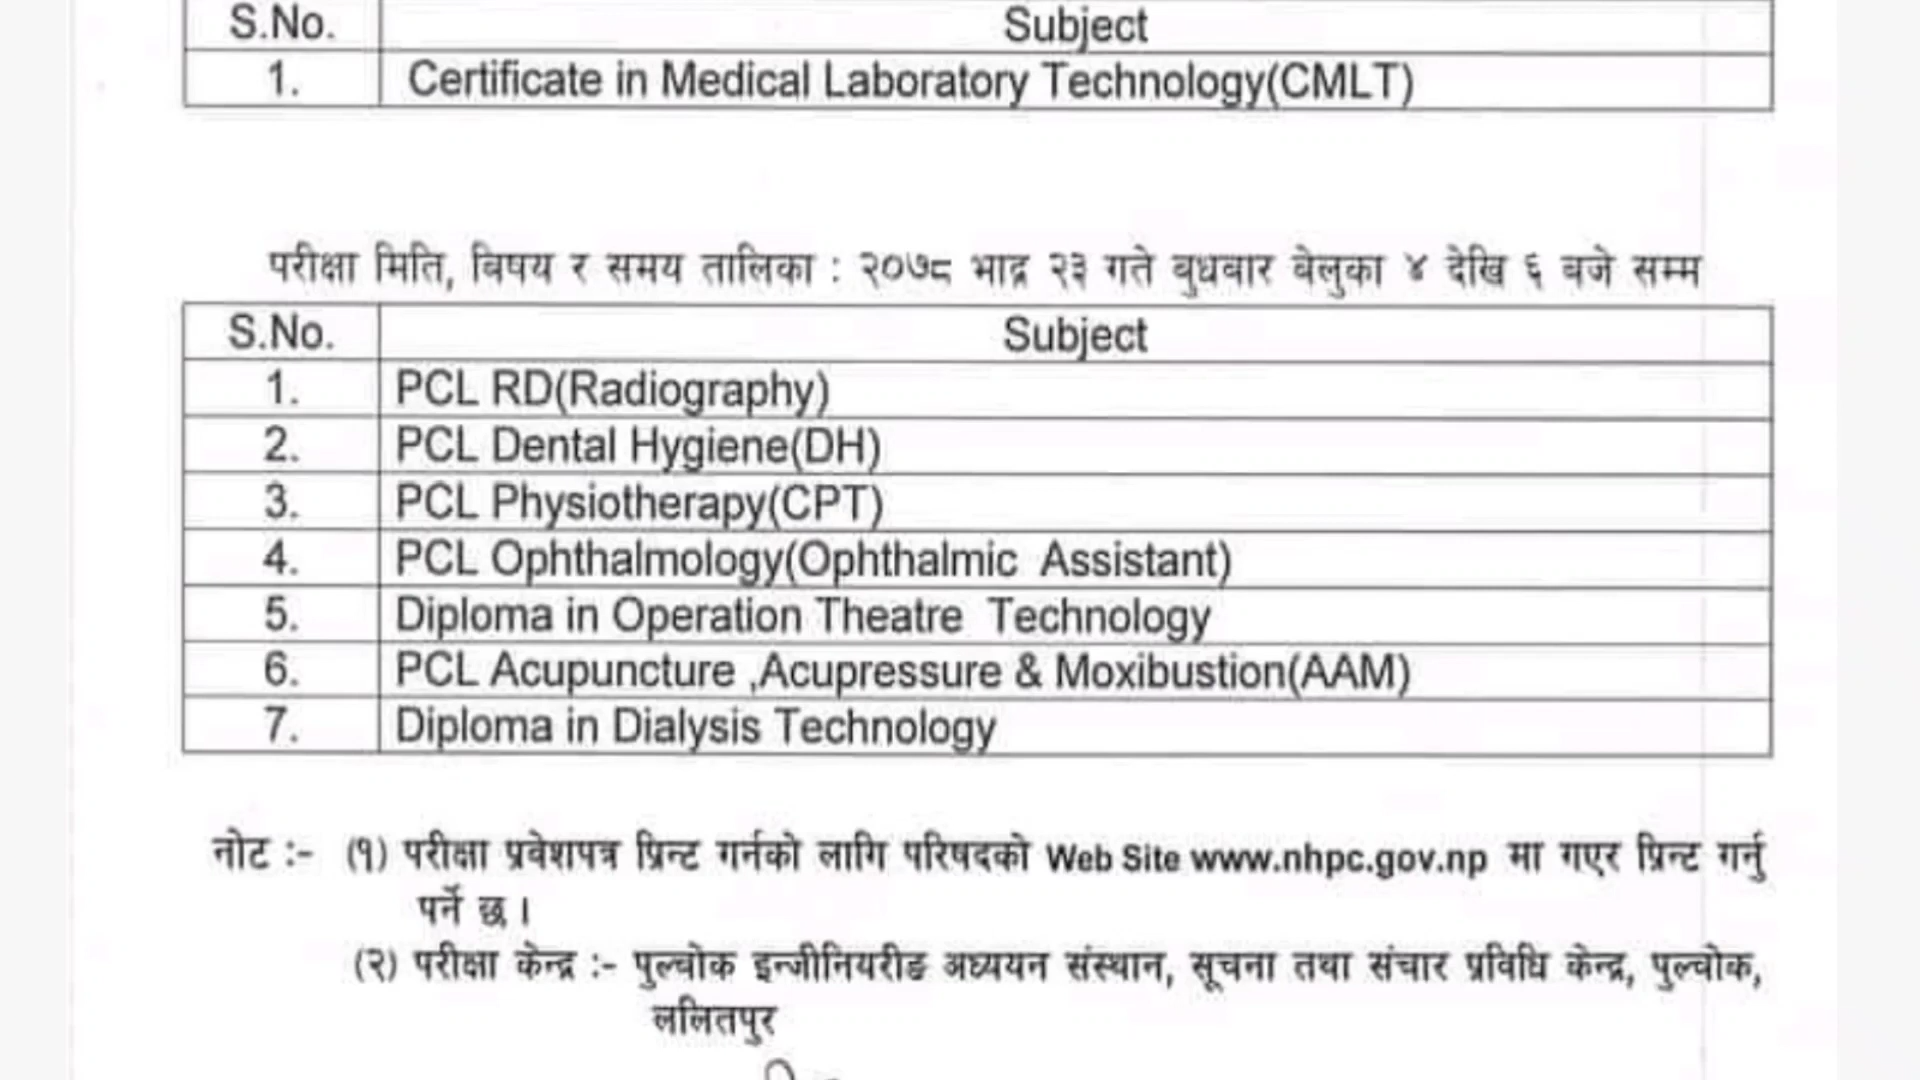 S.No. Subject
1. Certificate in Medical Laboratory Technology(CMLT)
परीक्षा मिति, बिषय र समय तालिका : २०७८ भाद्र २३ गते बुधबार बेलुका ४ देखि ६ बजे सम्म
S.No. Subject
1. PCL RD(Radiography)
2. PCL Dental Hygiene(DH)
3. PCL Physiotherapy(CPT)
4. PCL Ophthalmology(Ophthalmic Assistant)
5. Diploma in Operation Theatre Technology
6. PCL Acupuncture ,Acupressure & Moxibustion(AAM)
7. Diploma in Dialysis Technology
नोट :- (१) परीक्षा प्रवेशपत्र प्रिन्ट गर्नको लागि परिषदको Web Site www.nhpc.gov.np मा गएर प्रिन्ट गर्नु
पर्ने छ ।
(२) परीक्षा केन्द्र :- पुल्चोक इन्जीनियरीङ अध्ययन संस्थान, सूचना तथा संचार प्रविधि केन्द्र, पुल्चोक,
ललितपुर